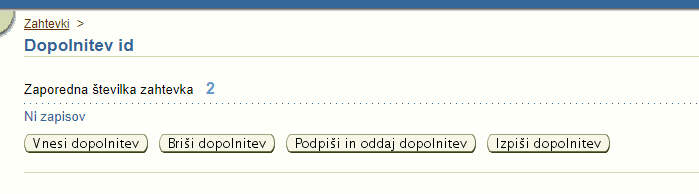 Zahtevki >
Dopolnitev id
Zaporedna številka zahtevka 2
Ni zapisov
Vnesi dopolnitev Briši dopolnitev Podpiši in oddaj dopolnitev Izpiši dopolnitev